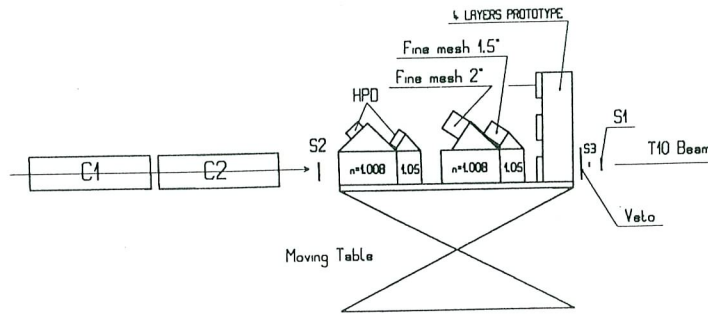 4 LAYERS PROTOTYPE
Fine mesh 1.5"
Fine mesh 2"
HPD
S2
S1
S3
T10 Beam
C1
C2
n=1.008
1.05
n=1.008
1.05
Veto
Moving Table